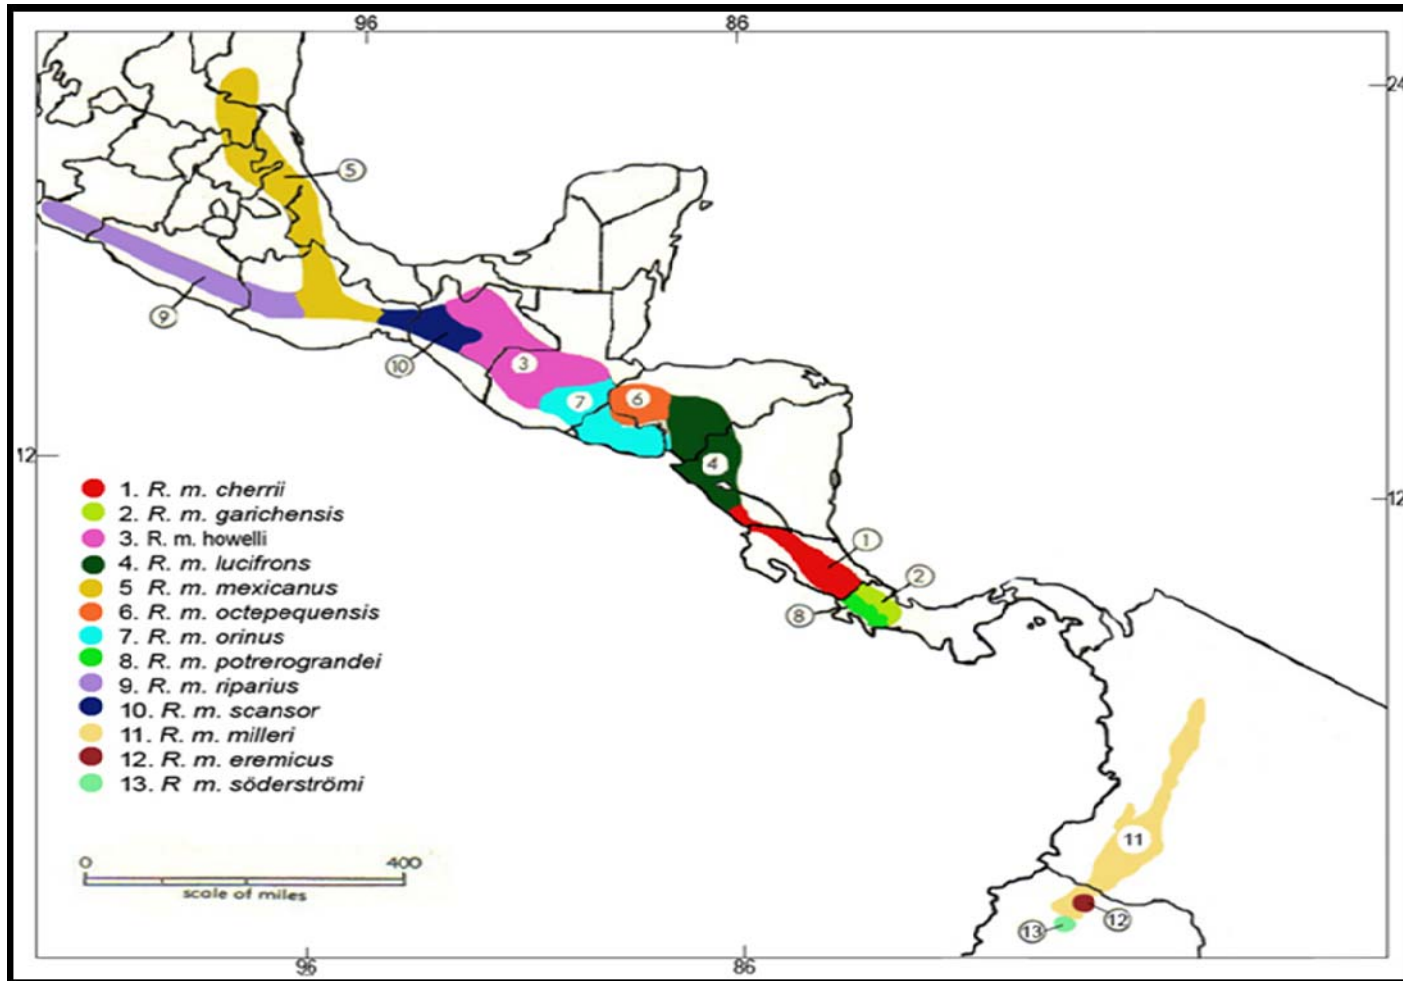 96 86
24
5
9
10
3
7
6
4
12
12
1
2
8
1. R. m. cherrii
2. R. m. garichensis
3. R. m. howelli
4. R. m. lucifrons
5. R. m. mexicanus
6. R. m. octepequensis
7. R. m. orinus
8. R. m. potrerograndei
9. R. m. riparius
10. R. m. scansor
11. R. m. milleri
12. R. m. eremicus
13. R m. söderströmi
11
0 400
scale of miles
12
13
96 86